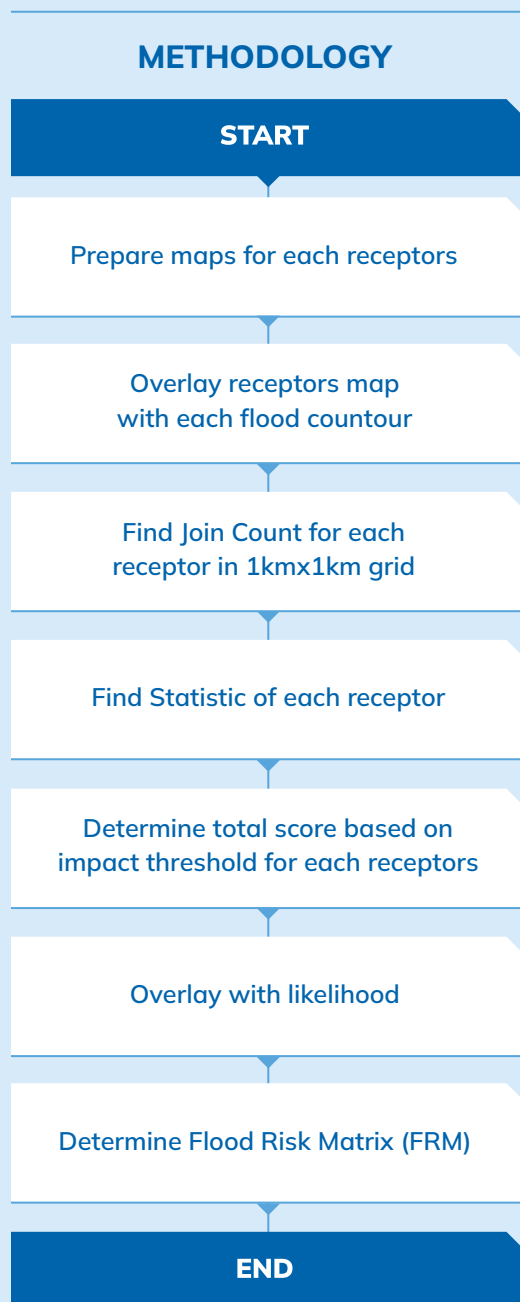 METHODOLOGY
START
Prepare maps for each receptors
Overlay receptors map
with each flood countour
Find Join Count for each
receptor in 1kmx1km grid
Find Statistic of each receptor
Determine total score based on
impact threshold for each receptors
Overlay with likelihood
Determine Flood Risk Matrix (FRM)
END